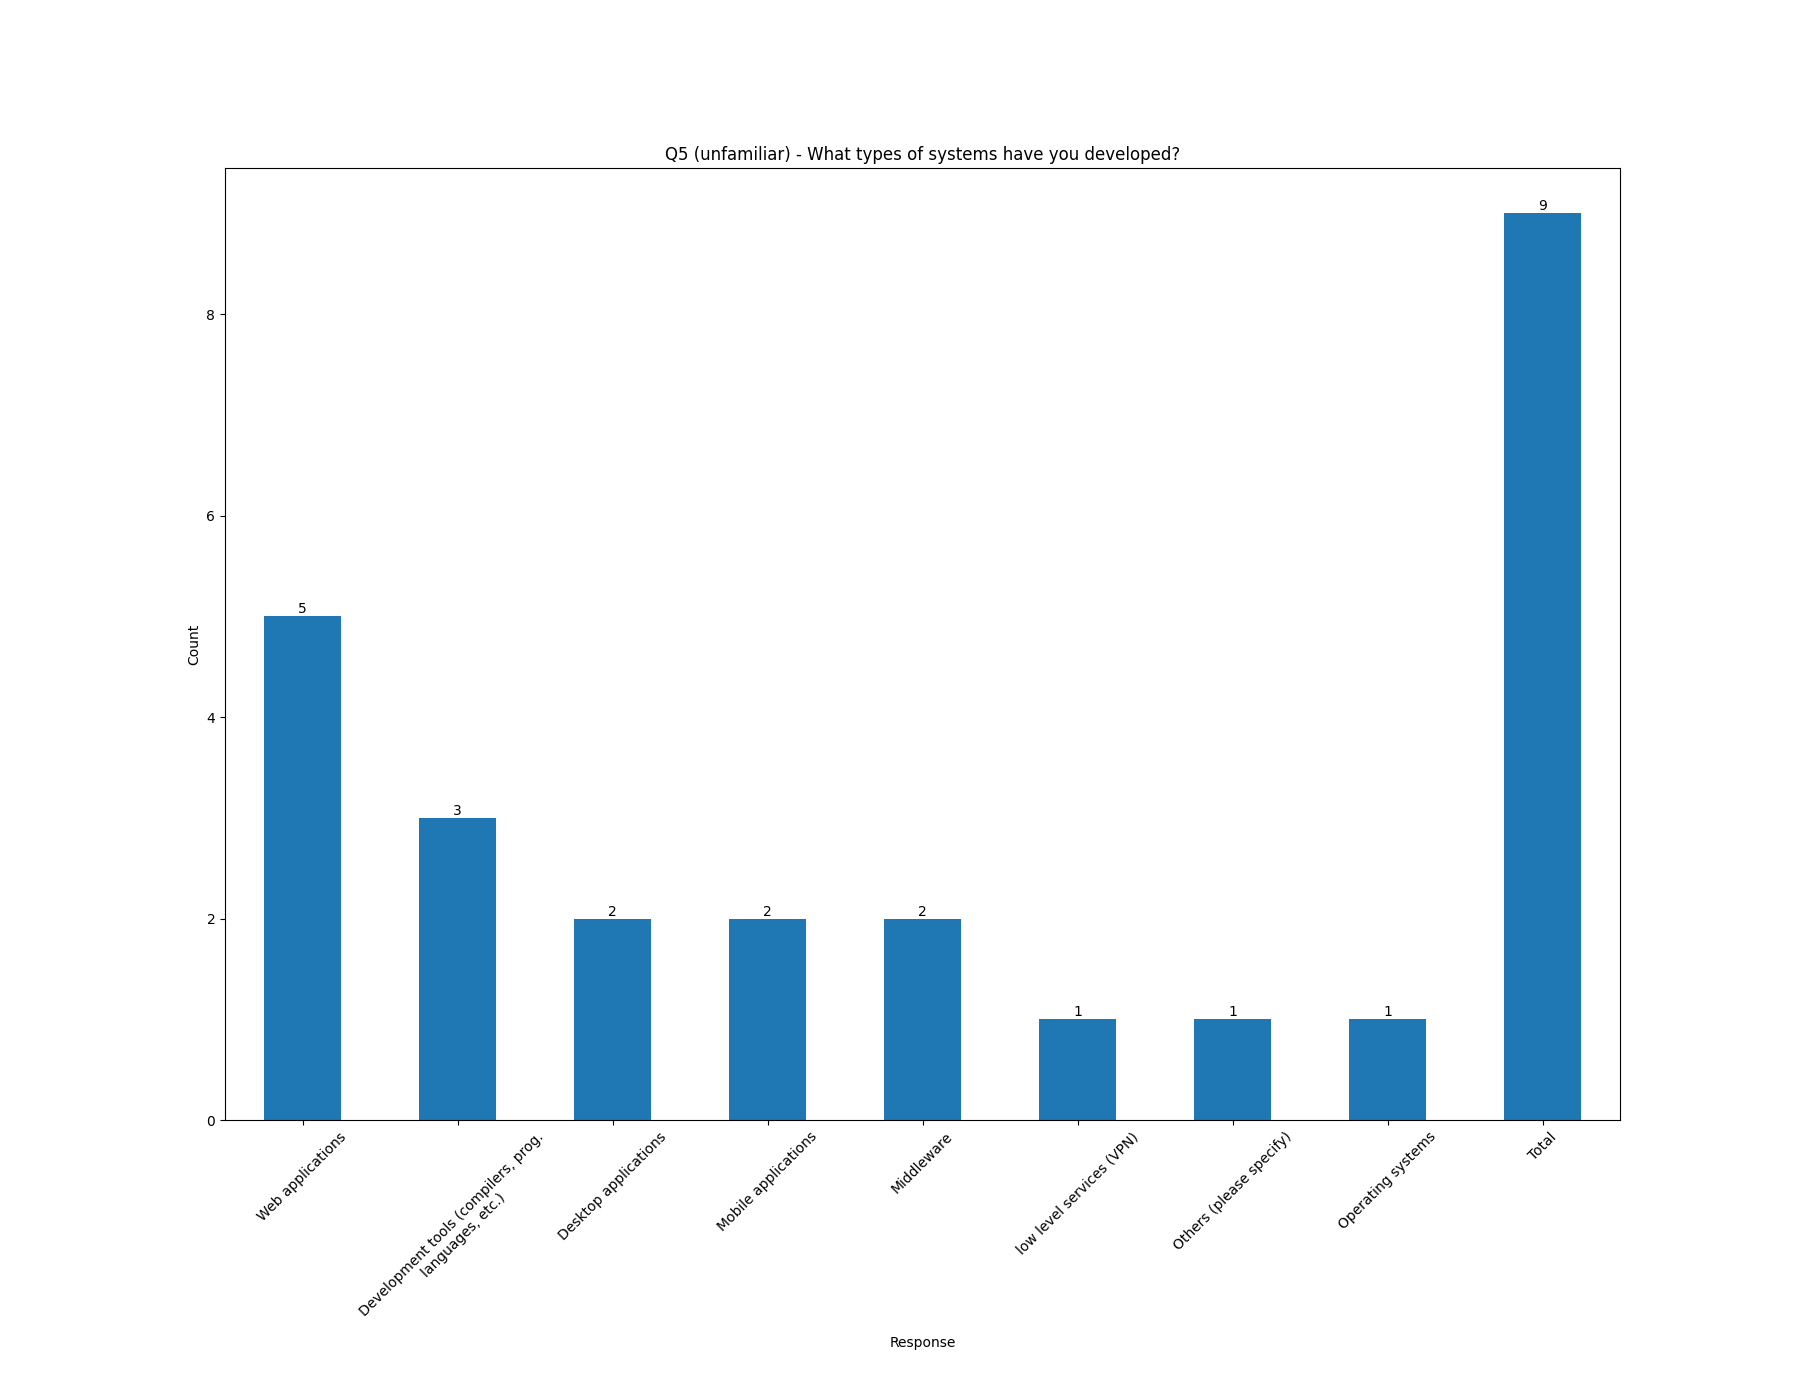 Q5 (unfamiliar) - What types of systems have you developed?
Count
8
6
4
2
0
5
3
2
2
2
1
1
1
9
Web applications
Development tools (compilers, prog.
languages, etc.)
Desktop applications
Mobile applications
Middleware
low level services (VPN)
Others (please specify)
Operating systems
Total
Response